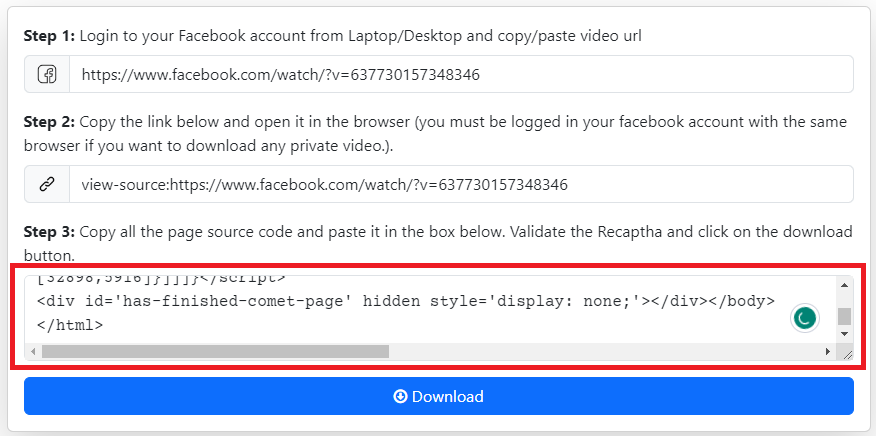 Step 1: Login to your Facebook account from Laptop/Desktop and copy/paste video url
https://www.facebook.com/watch/?v=637730157348346
Step 2: Copy the link below and open it in the browser (you must be logged in your facebook account with the same
browser if you want to download any private video.).
view-source:https://www.facebook.com/watch/?v=637730157348346
Step 3: Copy all the page source code and paste it in the box below. Validate the Recaptha and click on the download
button.
[32898,5916]}]]]}</script>
<div id='has-finished-comet-page' hidden style='display: none;'></div></body>
</html>
Download